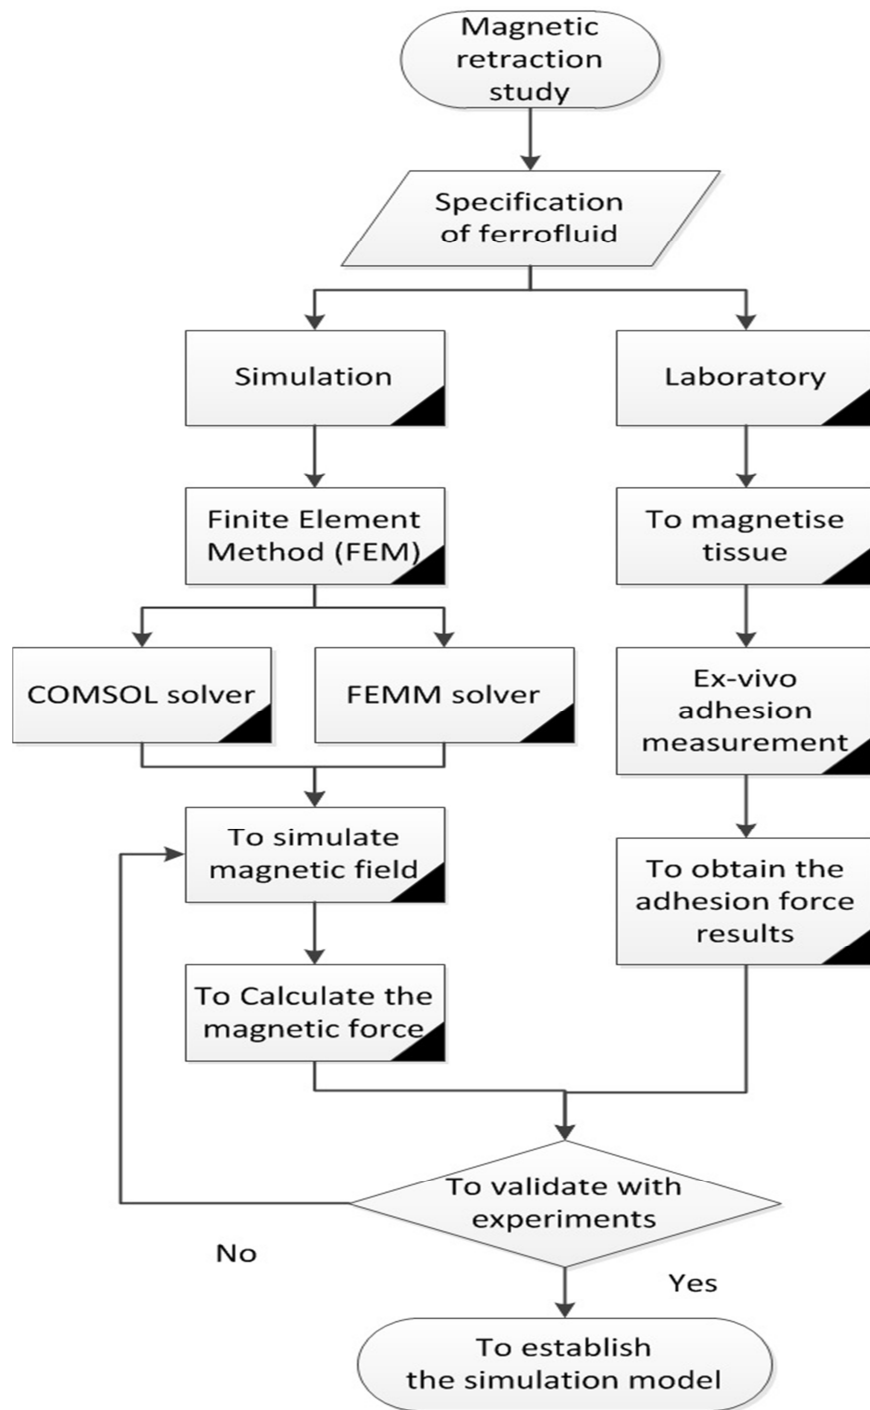 Magnetic
retraction
study
Specification
of ferrofluid
Simulation
Laboratory
Finite Element
Method (FEM)
To magnetise
tissue
COMSOL solver
FEMM solver
Ex-vivo
adhesion
measurement
To simulate
magnetic field
To obtain the
adhesion force
results
To Calculate the
magnetic force
To validate with
experiments
No
Yes
To establish
the simulation model